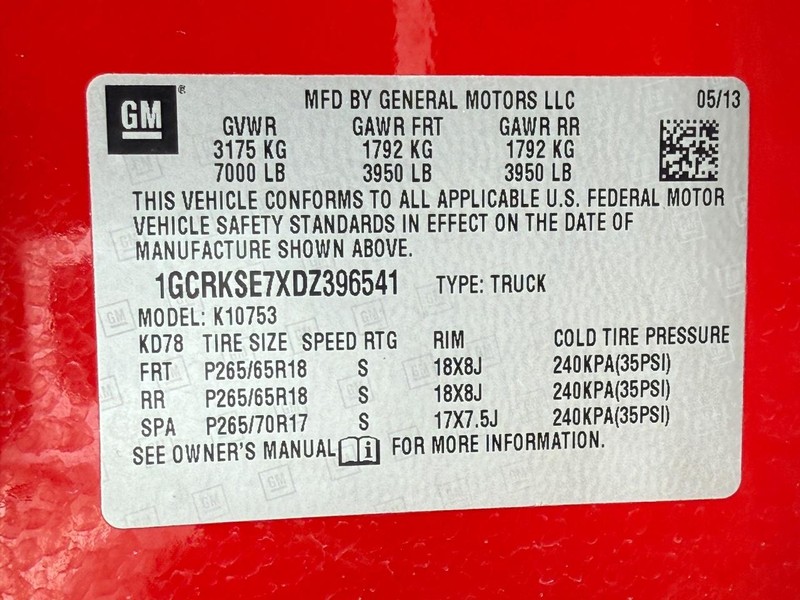 GM® MFD BY GENERAL MOTORS LLC 05/13
GVWR GAWR FRT GAWR RR
3175 KG 1792 KG 1792 KG
7000 LB 3950 LB 3950 LB
THIS VEHICLE CONFORMS TO ALL APPLICABLE U.S. FEDERAL MOTOR
VEHICLE SAFETY STANDARDS IN EFFECT ON THE DATE OF
MANUFACTURE SHOWN ABOVE.
1GCRKSE7XDZ396541 TYPE: TRUCK
MODEL: K10753
KD78 TIRE SIZE SPEED RTG RIM COLD TIRE PRESSURE
FRT P265/65R18 S 18X8J 240KPA(35PSI)
RR P265/65R18 S 18X8J 240KPA(35PSI)
SPA P265/70R17 S 17X7.5J 240KPA(35PSI)
SEE OWNER'S MANUAL i FOR MORE INFORMATION.